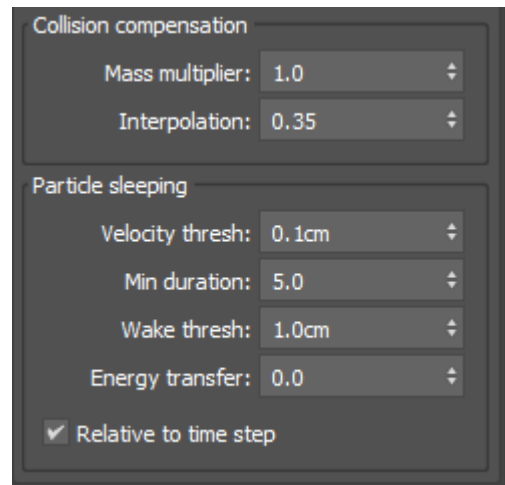 Collision compensation
Mass multiplier: 1.0
Interpolation: 0.35
Particle sleeping
Velocity thresh: 0.1cm
Min duration: 5.0
Wake thresh: 1.0cm
Energy transfer: 0.0
Relative to time step